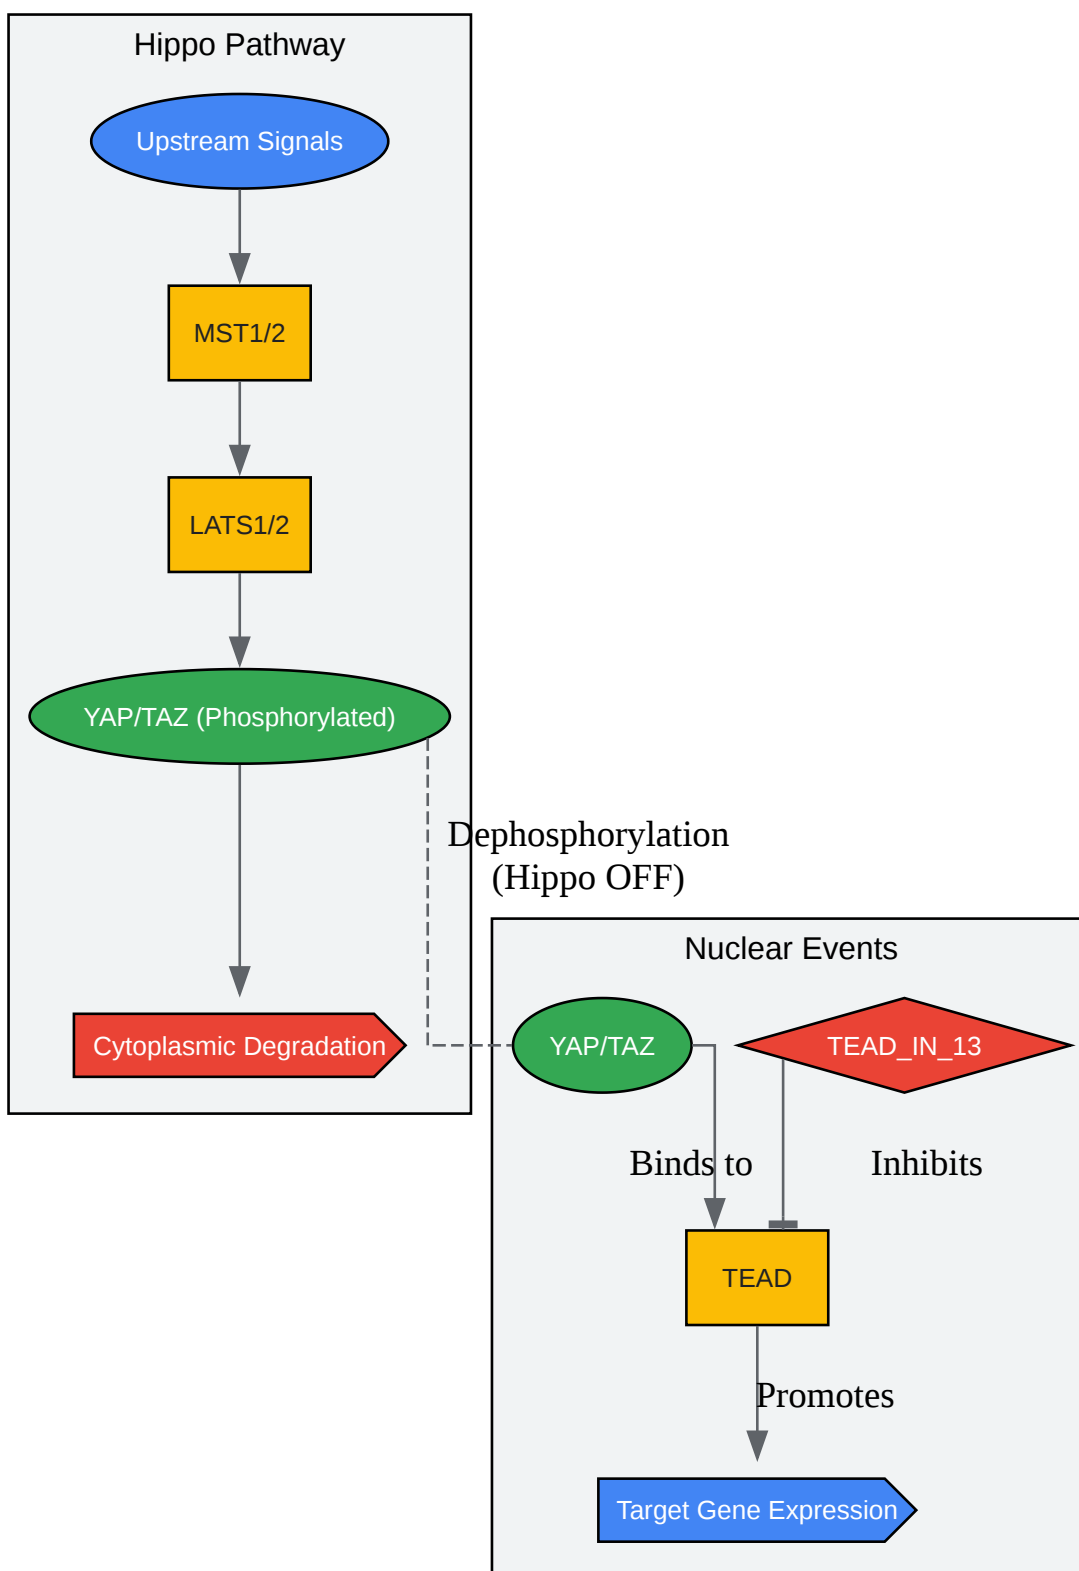 Hippo Pathway
Upstream Signals
MST1/2
LATS1/2
YAP/TAZ (Phosphorylated)
Dephosphorylation
(Hippo OFF)
Cytoplasmic Degradation
Nuclear Events
YAP/TAZ
TEAD_IN_13
Binds to
Inhibits
TEAD
Promotes
Target Gene Expression